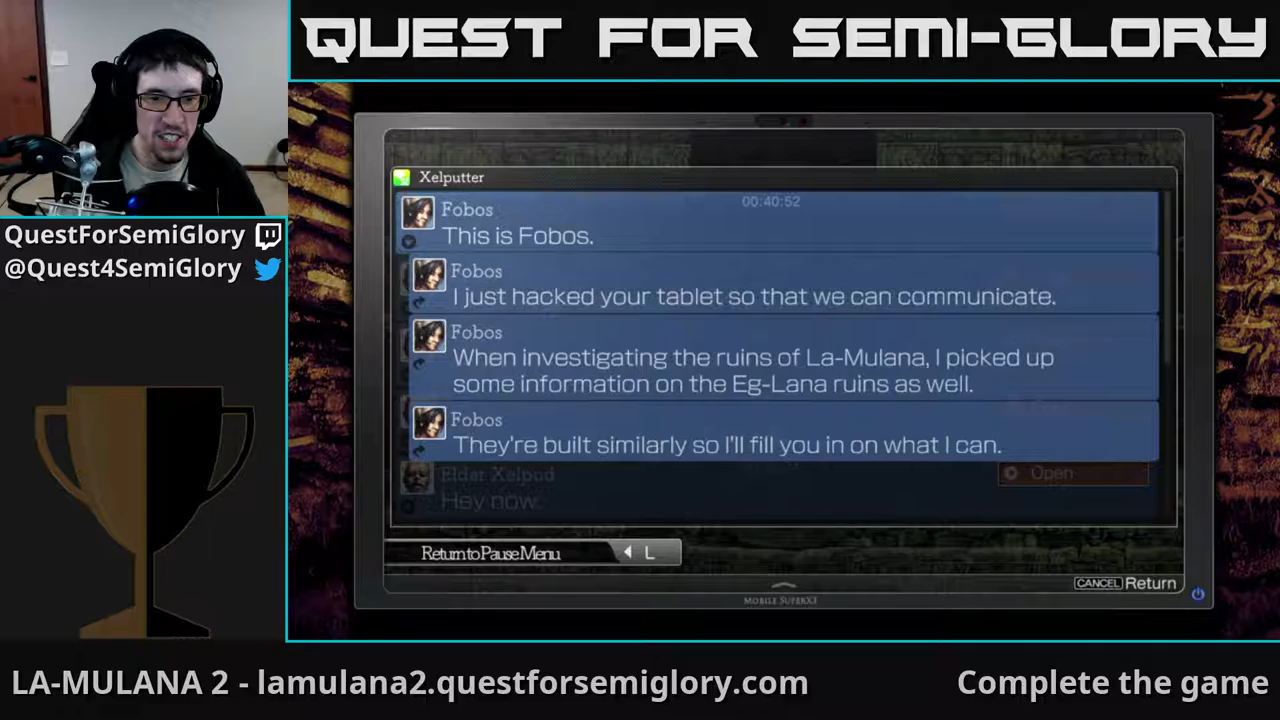 QUEST FOR SEMI-GLORY
QuestForSemiGlory
@Quest4SemiGlory
Xelputter
Fobos
00:40:52
This is Fobos.
Fobos
I just hacked your tablet so that we can communicate.
Fobos
When investigating the ruins of La-Mulana, I picked up
some information on the Eg-Lana ruins as well.
Fobos
They're built similarly so I'll fill you in on what I can.
Elder Xelpud
Open
Hey now.
Return to Pause Menu
L
CANCEL Return
MOBILE SUPERX3
LA-MULANA 2 - lamulana2.questforsemiglory.com
Complete the game